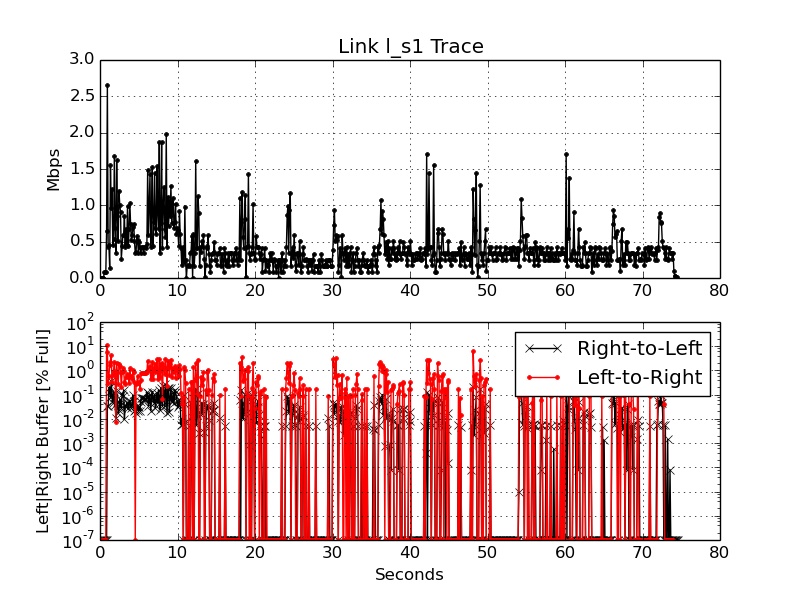 Link l_s1 Trace
3.0
2.5
2.0
1.5
1.0
0.5
0.0
Mbps
0 10 20 30 40 50 60 70 80
10^2
10^1
10^0
10^-1
10^-2
10^-3
10^-4
10^-5
10^-6
10^-7
Left|Right Buffer [% Full]
Right-to-Left
Left-to-Right
0 10 20 30 40 50 60 70 80
Seconds